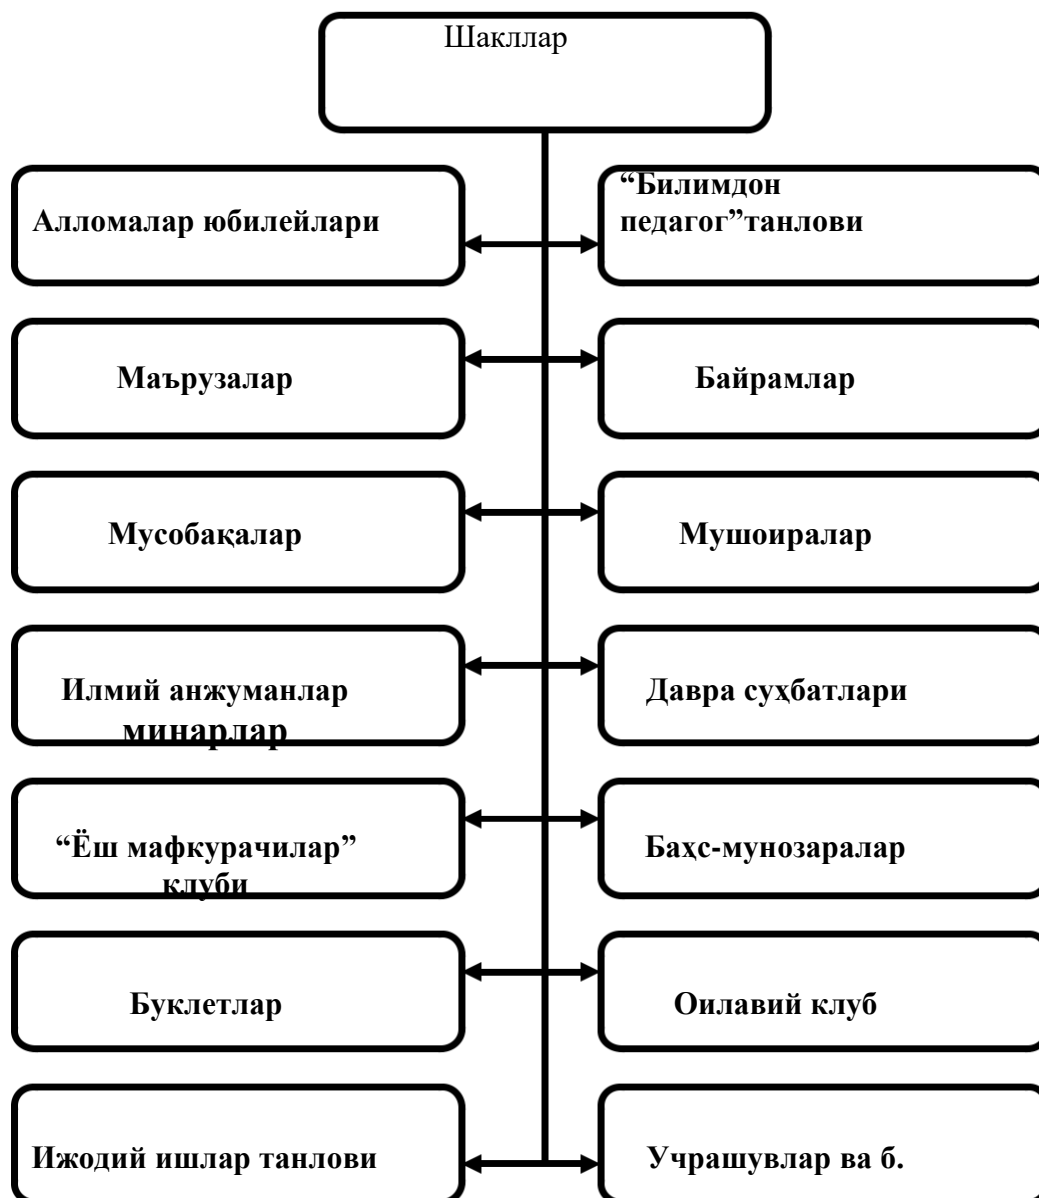 Шакллар
Алломалар юбилейлари
“Билимдон
педагог”танлови
Маърузалар
Байрамлар
Мусобақалар
Мушоиралар
Илмий анжуманлар
минарлар
Давра суҳбатлари
“Ёш мафкурачилар”
клуби
Баҳс-мунозаралар
Буклетлар
Оилавий клуб
Ижодий ишлар танлови
Учрашувлар ва б.